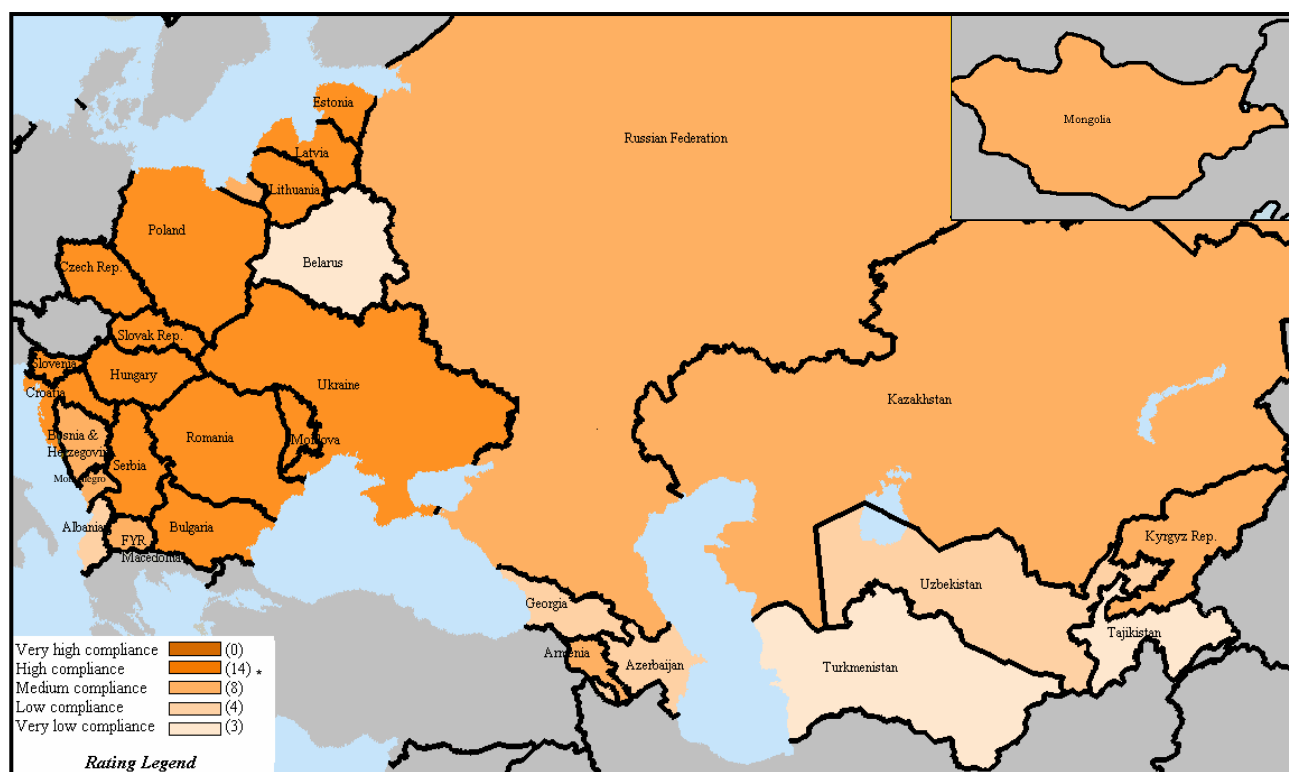 Estonia
Latvia
Lithuania
Russian Federation
Mongolia
Poland
Belarus
Czech Rep.
Slovak Rep.
Slovenia
Hungary
Ukraine
Croatia
Kazakhstan
Romania
Moldova
Bosnia &
Herzegovin
Serbia
Montenegro
Albania
FYR
Macedonia
Bulgaria
Kyrgyz Rep.
Uzbekistan
Georgia
Tajikistan
Armenia
Azerbaijan
Turkmenistan
Very high compliance (0)
High compliance (14) *
Medium compliance (8)
Low compliance (4)
Very low compliance (3)
Rating Legend